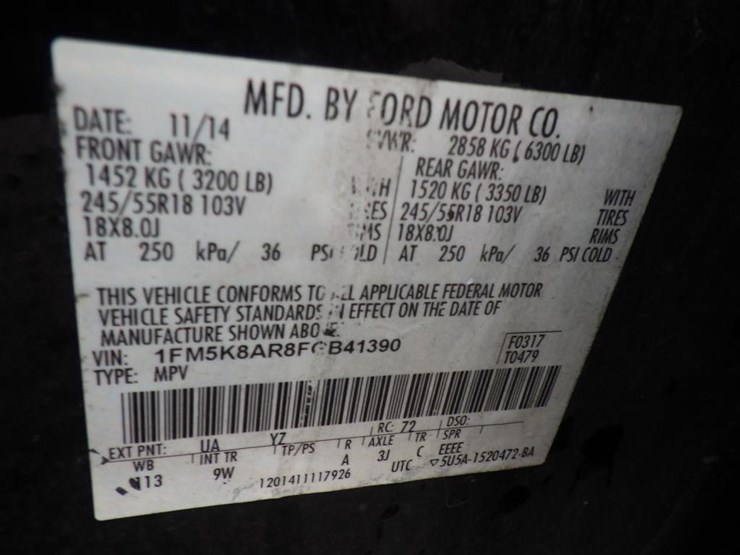 MFD. BY FORD MOTOR CO.
DATE: 11/14 GVWR: 2858 KG ( 6300 LB)
FRONT GAWR: REAR GAWR:
1452 KG ( 3200 LB) WITH 1520 KG ( 3350 LB) WITH
245/55R18 103V TIRES 245/55R18 103V TIRES
18X8.0J RIMS 18X8.0J RIMS
AT 250 kPa/ 36 PSI COLD AT 250 kPa/ 36 PSI COLD
THIS VEHICLE CONFORMS TO ALL APPLICABLE FEDERAL MOTOR
VEHICLE SAFETY STANDARDS IN EFFECT ON THE DATE OF
MANUFACTURE SHOWN ABOVE.
VIN: 1FM5K8AR8FGB41390 F0317
TYPE: MPV T0479
EXT PNT: UA YZ RC: 72 DSO:
WB INT TR TP/PS R AXLE TR SPR
113 9W A 3J C EEEE
1201411117926 UTC ▽5U5A-1520472-BA